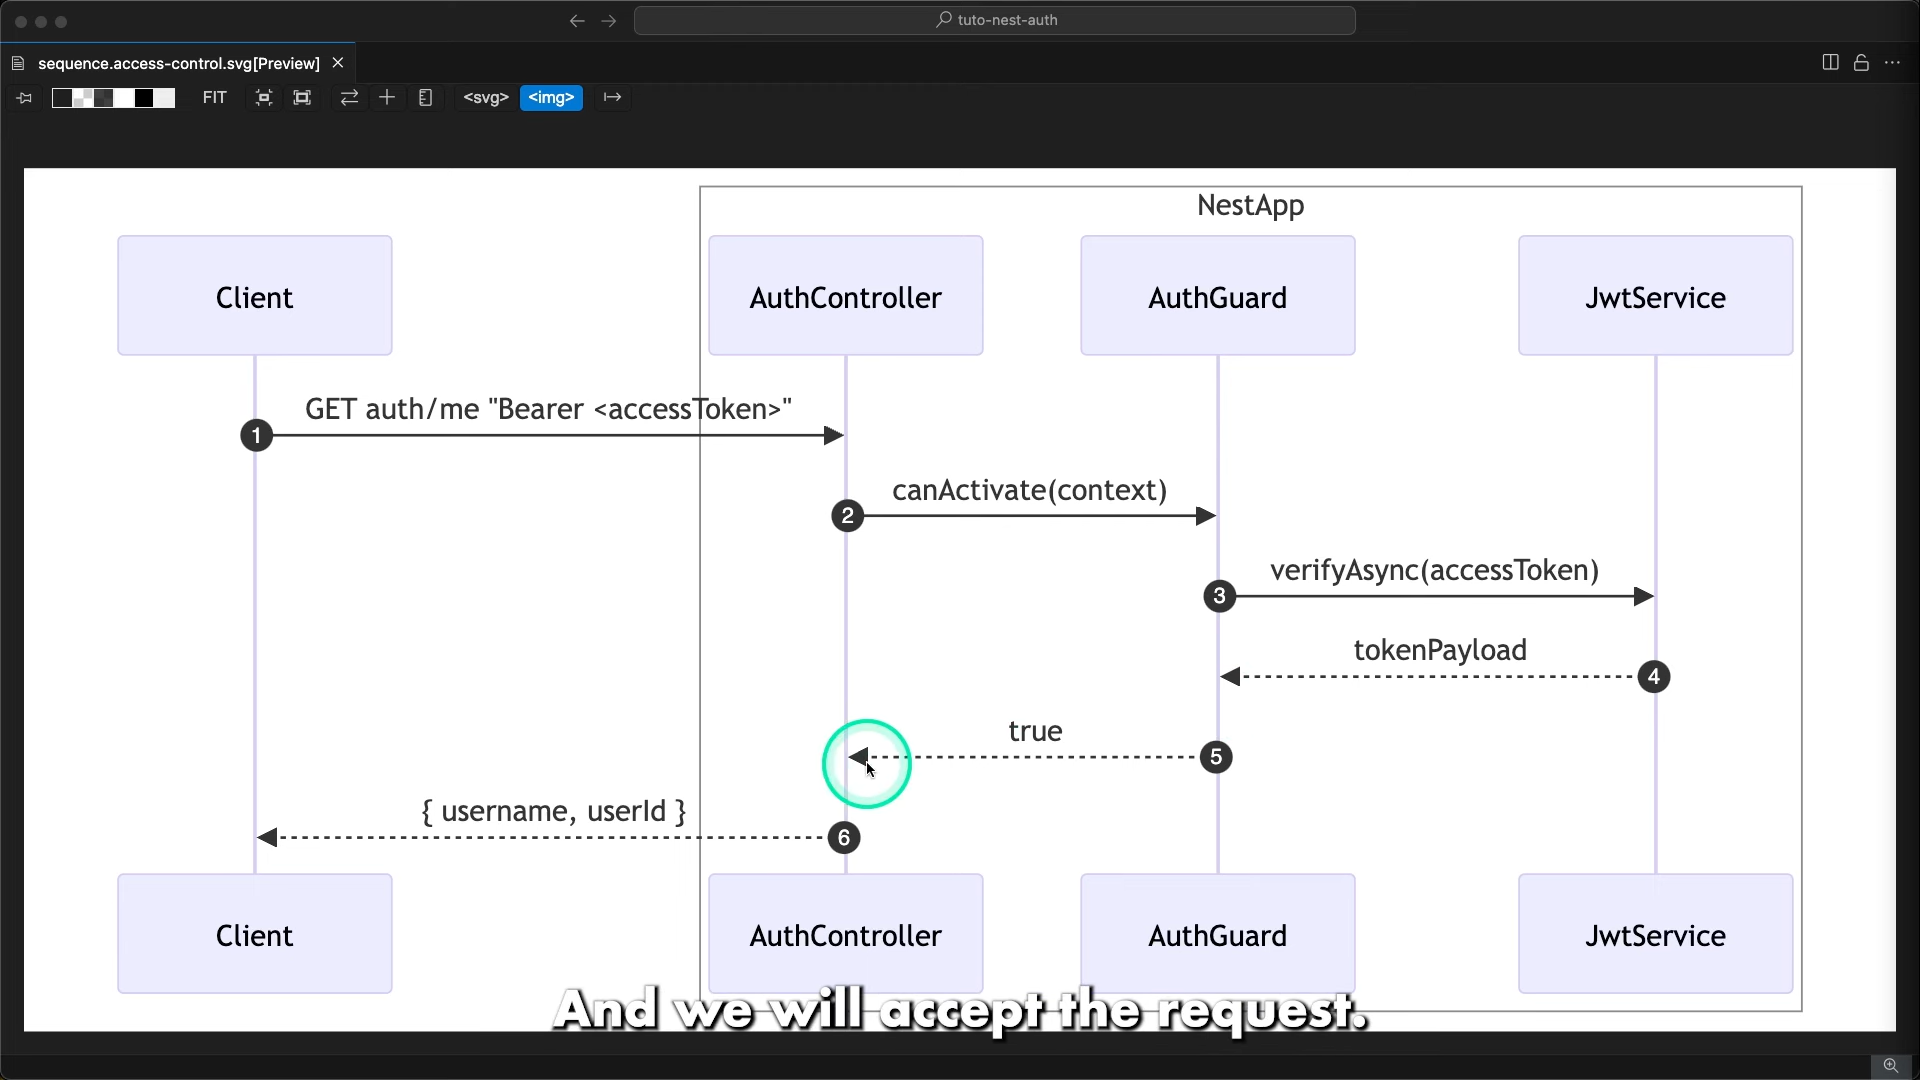 tuto-nest-auth
sequence.access-control.svg[Preview]
FIT
<svg>
<img>
NestApp
Client
AuthController
AuthGuard
JwtService
GET auth/me "Bearer <accessToken>"
1
canActivate(context)
2
verifyAsync(accessToken)
3
tokenPayload
4
true
5
{ username, userId }
6
Client
AuthController
AuthGuard
JwtService
And we will accept the request.